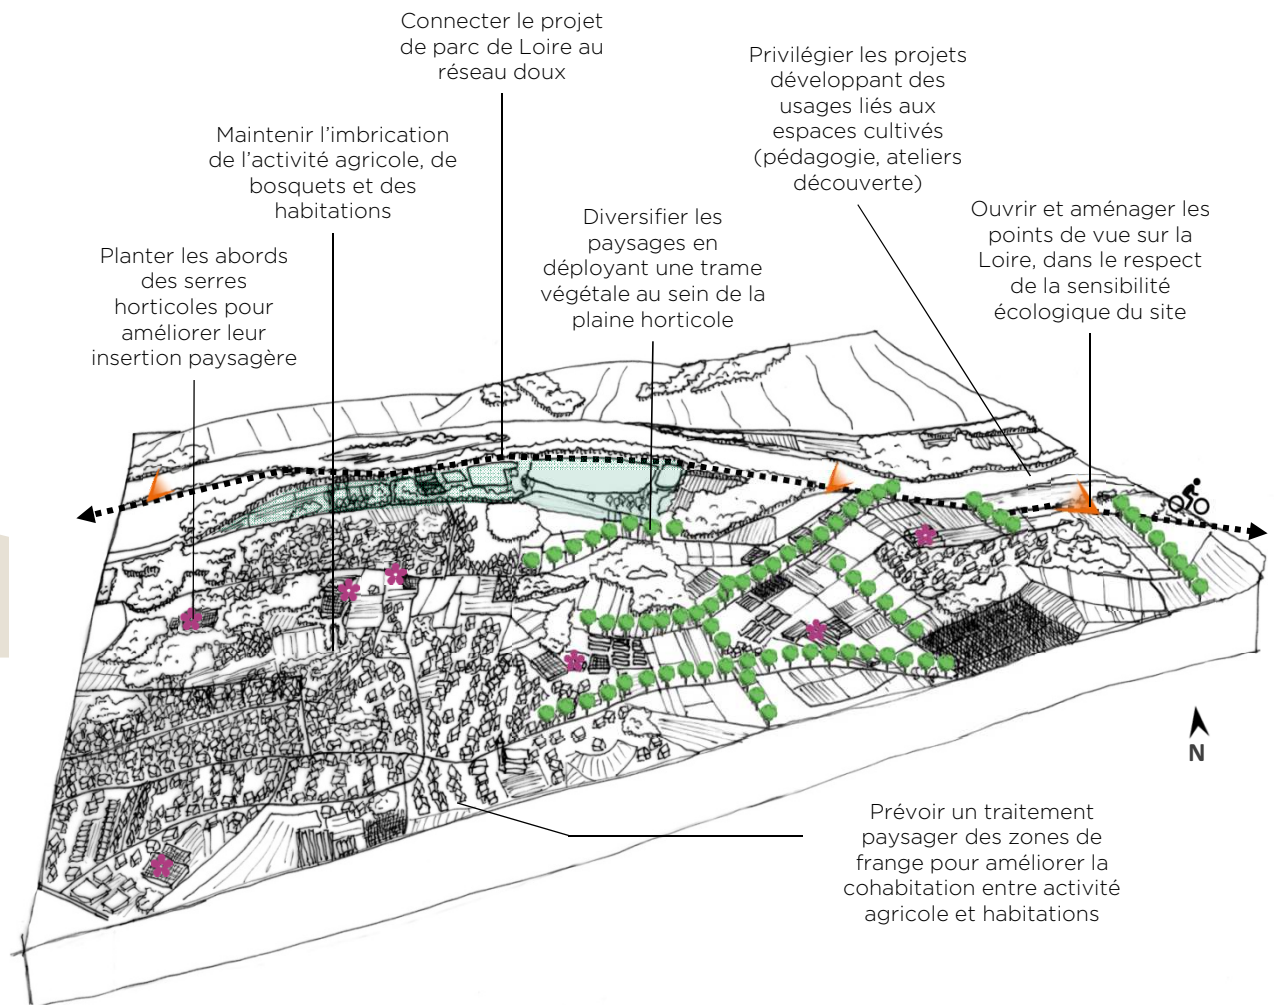 Connecter le projet
de parc de Loire au
réseau doux
Privilégier les projets
développant des
usages liés aux
espaces cultivés
(pédagogie, ateliers
découverte)
Maintenir l’imbrication
de l’activité agricole, de
bosquets et des
habitations
Ouvrir et aménager les
points de vue sur la
Loire, dans le respect
de la sensibilité
écologique du site
Diversifier les
paysages en
déployant une trame
végétale au sein de la
plaine horticole
Planter les abords
des serres
horticoles pour
améliorer leur
insertion paysagère
N
Prévoir un traitement
paysager des zones de
frange pour améliorer la
cohabitation entre activité
agricole et habitations